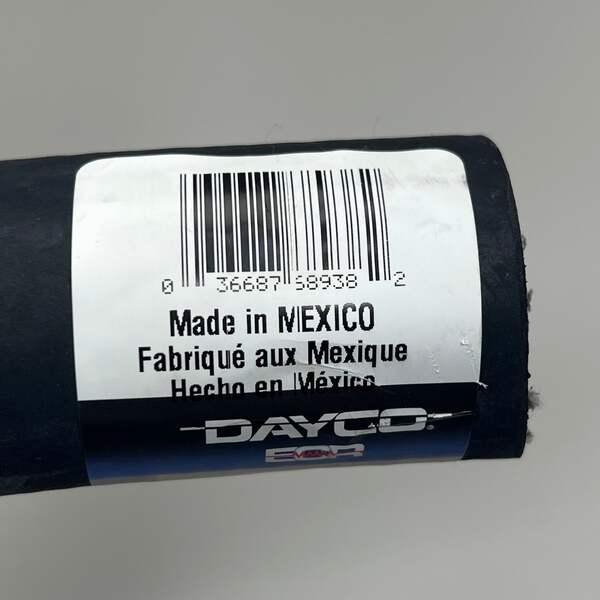 0 36687 68938 2
Made in MEXICO
Fabriqué aux Mexique
Hecho en México
DAYCO®